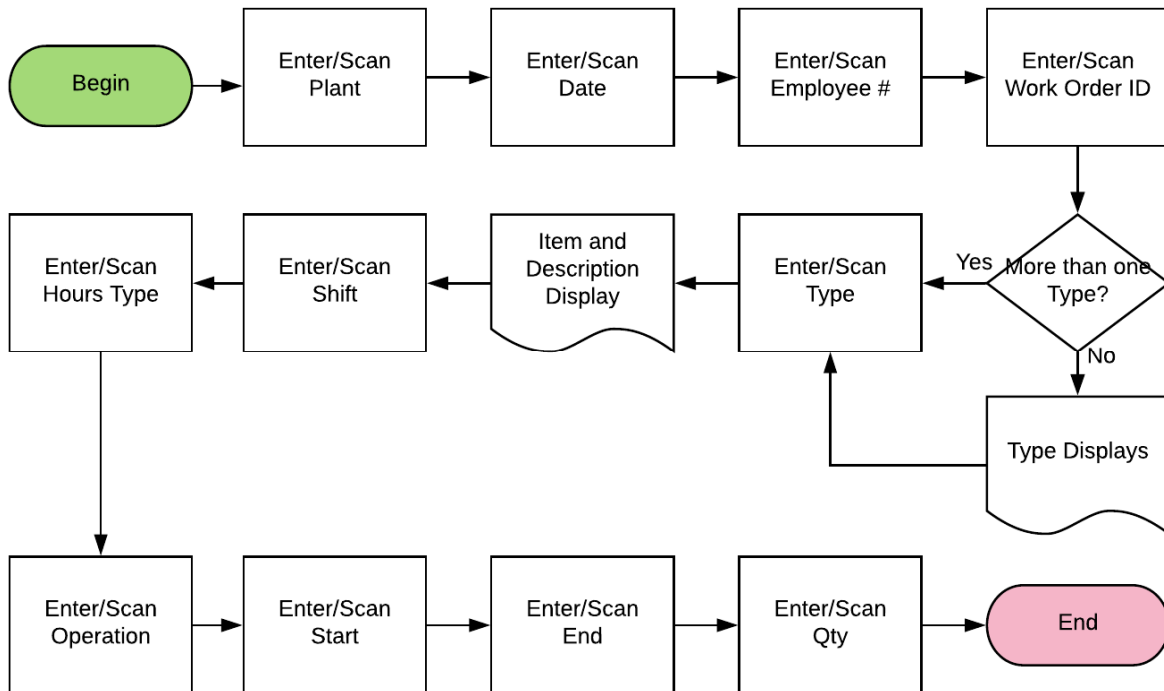 Begin
Enter/Scan
Plant
Enter/Scan
Date
Enter/Scan
Employee #
Enter/Scan
Work Order ID
More than one
Type?
Yes
No
Type Displays
Enter/Scan
Type
Item and
Description
Display
Enter/Scan
Shift
Enter/Scan
Hours Type
Enter/Scan
Operation
Enter/Scan
Start
Enter/Scan
End
Enter/Scan
Qty
End